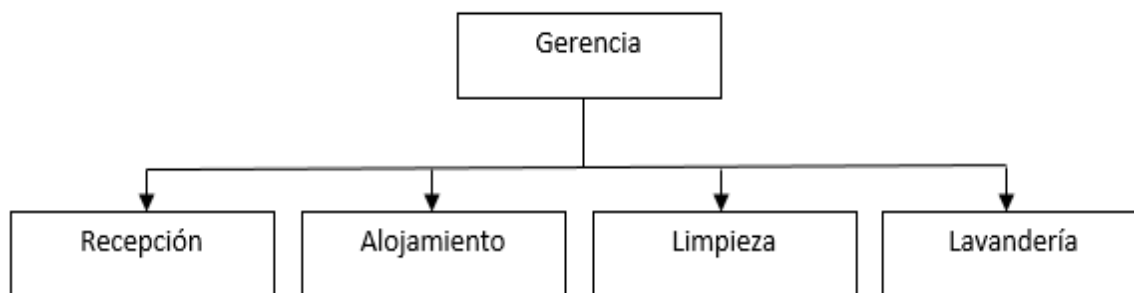 Gerencia
Recepción
Alojamiento
Limpieza
Lavandería